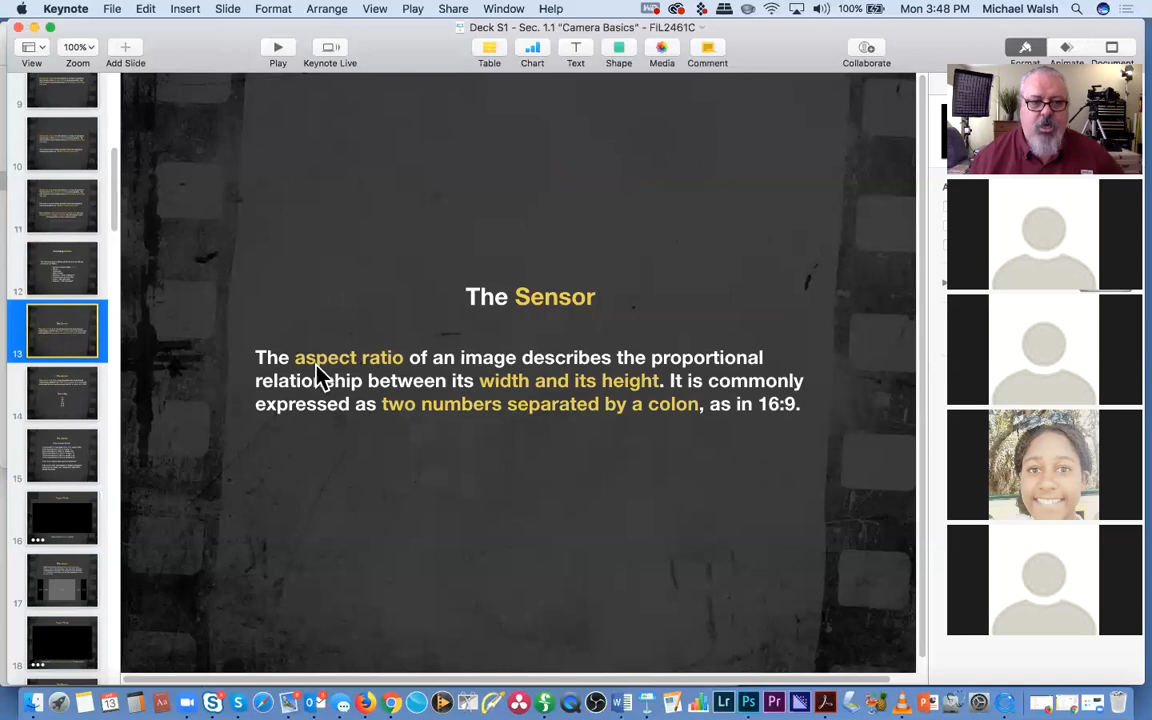 Keynote File Edit Insert Slide Format Arrange View Play Share Window Help 100% Mon 3:48 PM Michael Walsh
Deck S1 - Sec. 1.1 "Camera Basics" - FIL2461C
100%
View Zoom Add Slide Play Keynote Live Table Chart Text Shape Media Comment Collaborate Format Animate Document
9
10
11
12
13
14
15
16
17
18
The Sensor
The aspect ratio of an image describes the proportional
relationship between its width and its height. It is commonly
expressed as two numbers separated by a colon, as in 16:9.